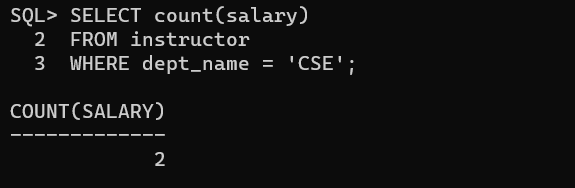 SQL> SELECT count(salary)
  2  FROM instructor
  3  WHERE dept_name = 'CSE';

COUNT(SALARY)
-------------
            2